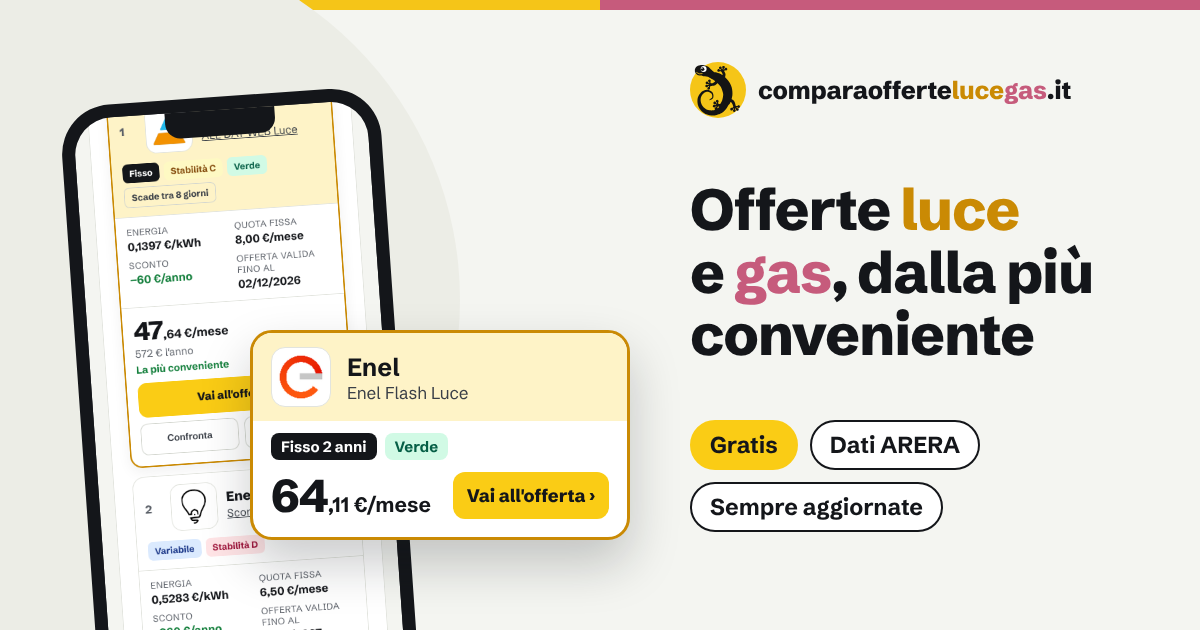 comparaoffertelucegas.it
Offerte luce
e gas, dalla più
conveniente
Gratis
Dati ARERA
Sempre aggiornate
1
Luce
Fisso
Stabilità C
Verde
Scade tra 8 giorni
ENERGIA
0,1397 €/kWh
QUOTA FISSA
8,00 €/mese
SCONTO
−60 €/anno
OFFERTA VALIDA
FINO AL
02/12/2026
47,64 €/mese
572 € l'anno
La più conveniente
Confronta
Enel
Enel Flash Luce
Fisso 2 anni
Verde
64,11 €/mese
Vai all'offerta ›
2
Variabile
Stabilità D
ENERGIA
0,5283 €/kWh
QUOTA FISSA
6,50 €/mese
SCONTO
OFFERTA VALIDA
FINO AL